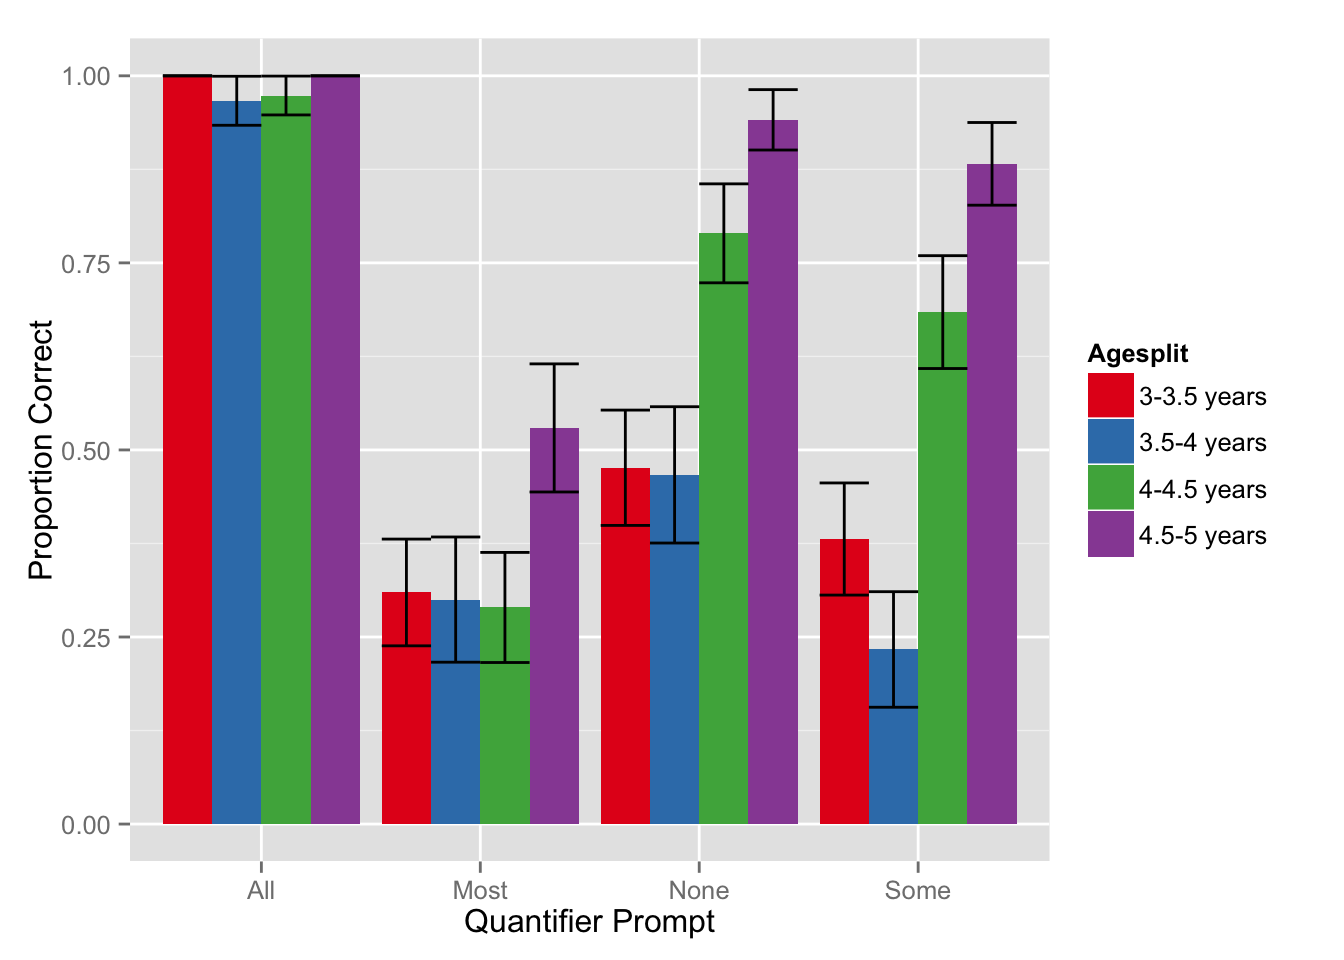 1.00
0.75
0.50
0.25
0.00
Proportion Correct
All Most None Some
Quantifier Prompt
Agesplit
3-3.5 years
3.5-4 years
4-4.5 years
4.5-5 years